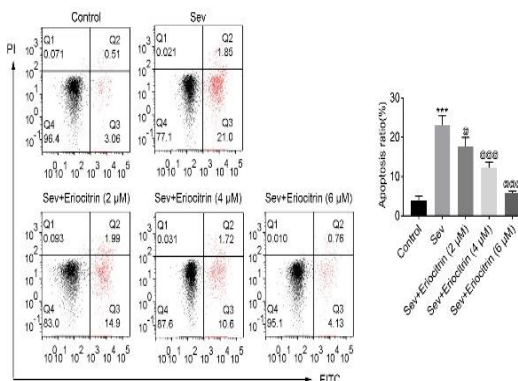 Control
Sev
PI
Q1
0.071
Q2
0.51
Q4
96.4
Q3
3.06
Q1
0.021
Q2
1.85
Q4
77.1
Q3
21.0
Sev+Eriocitrin (2 μM)
Sev+Eriocitrin (4 μM)
Sev+Eriocitrin (6 μM)
Q1
0.093
Q2
1.99
Q4
83.0
Q3
14.9
Q1
0.031
Q2
1.72
Q4
87.6
Q3
10.6
Q1
0.010
Q2
0.76
Q4
95.1
Q3
4.13
FITC
Apoptosis ratio(%)
40
30
20
10
0
***
@
@@@
@@@
Control
Sev
Sev+Eriocitrin (2 μM)
Sev+Eriocitrin (4 μM)
Sev+Eriocitrin (6 μM)